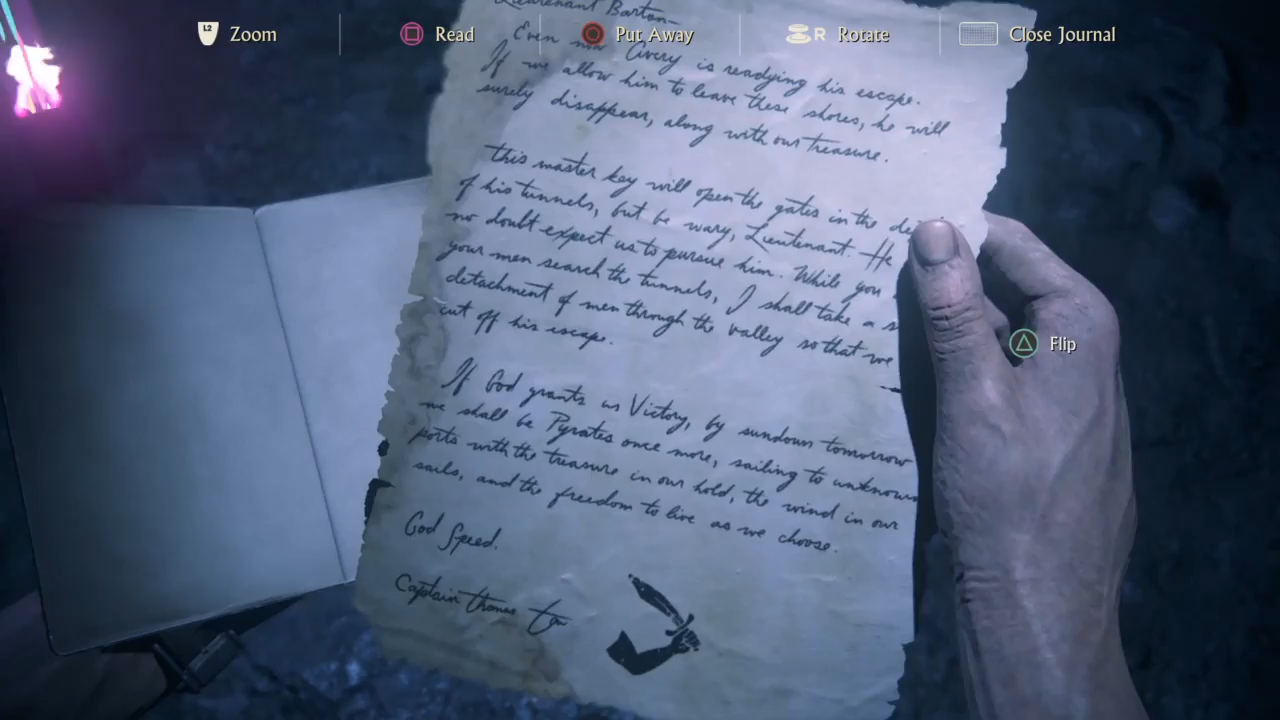 L2 Zoom
Read
Put Away
R Rotate
Close Journal
Lieutenant Barton—
Even now Avery is readying his escape.
If we allow him to leave these shores, he will
surely disappear, along with our treasure.
this master key will open the gates in the
of his tunnels, but be wary, Lieutenant. He
no doubt expect us to pursue him. While you
your men search the tunnels, I shall take a
detachment of men through the valley so that we
cut off his escape.
If God grants us Victory, by sundown tomorrow
we shall be Pyrates once more, sailing to unknown
ports with the treasure in our hold, the wind in our
sails, and the freedom to live as we choose.
God Speed.
Captain Thomas Tew
Flip